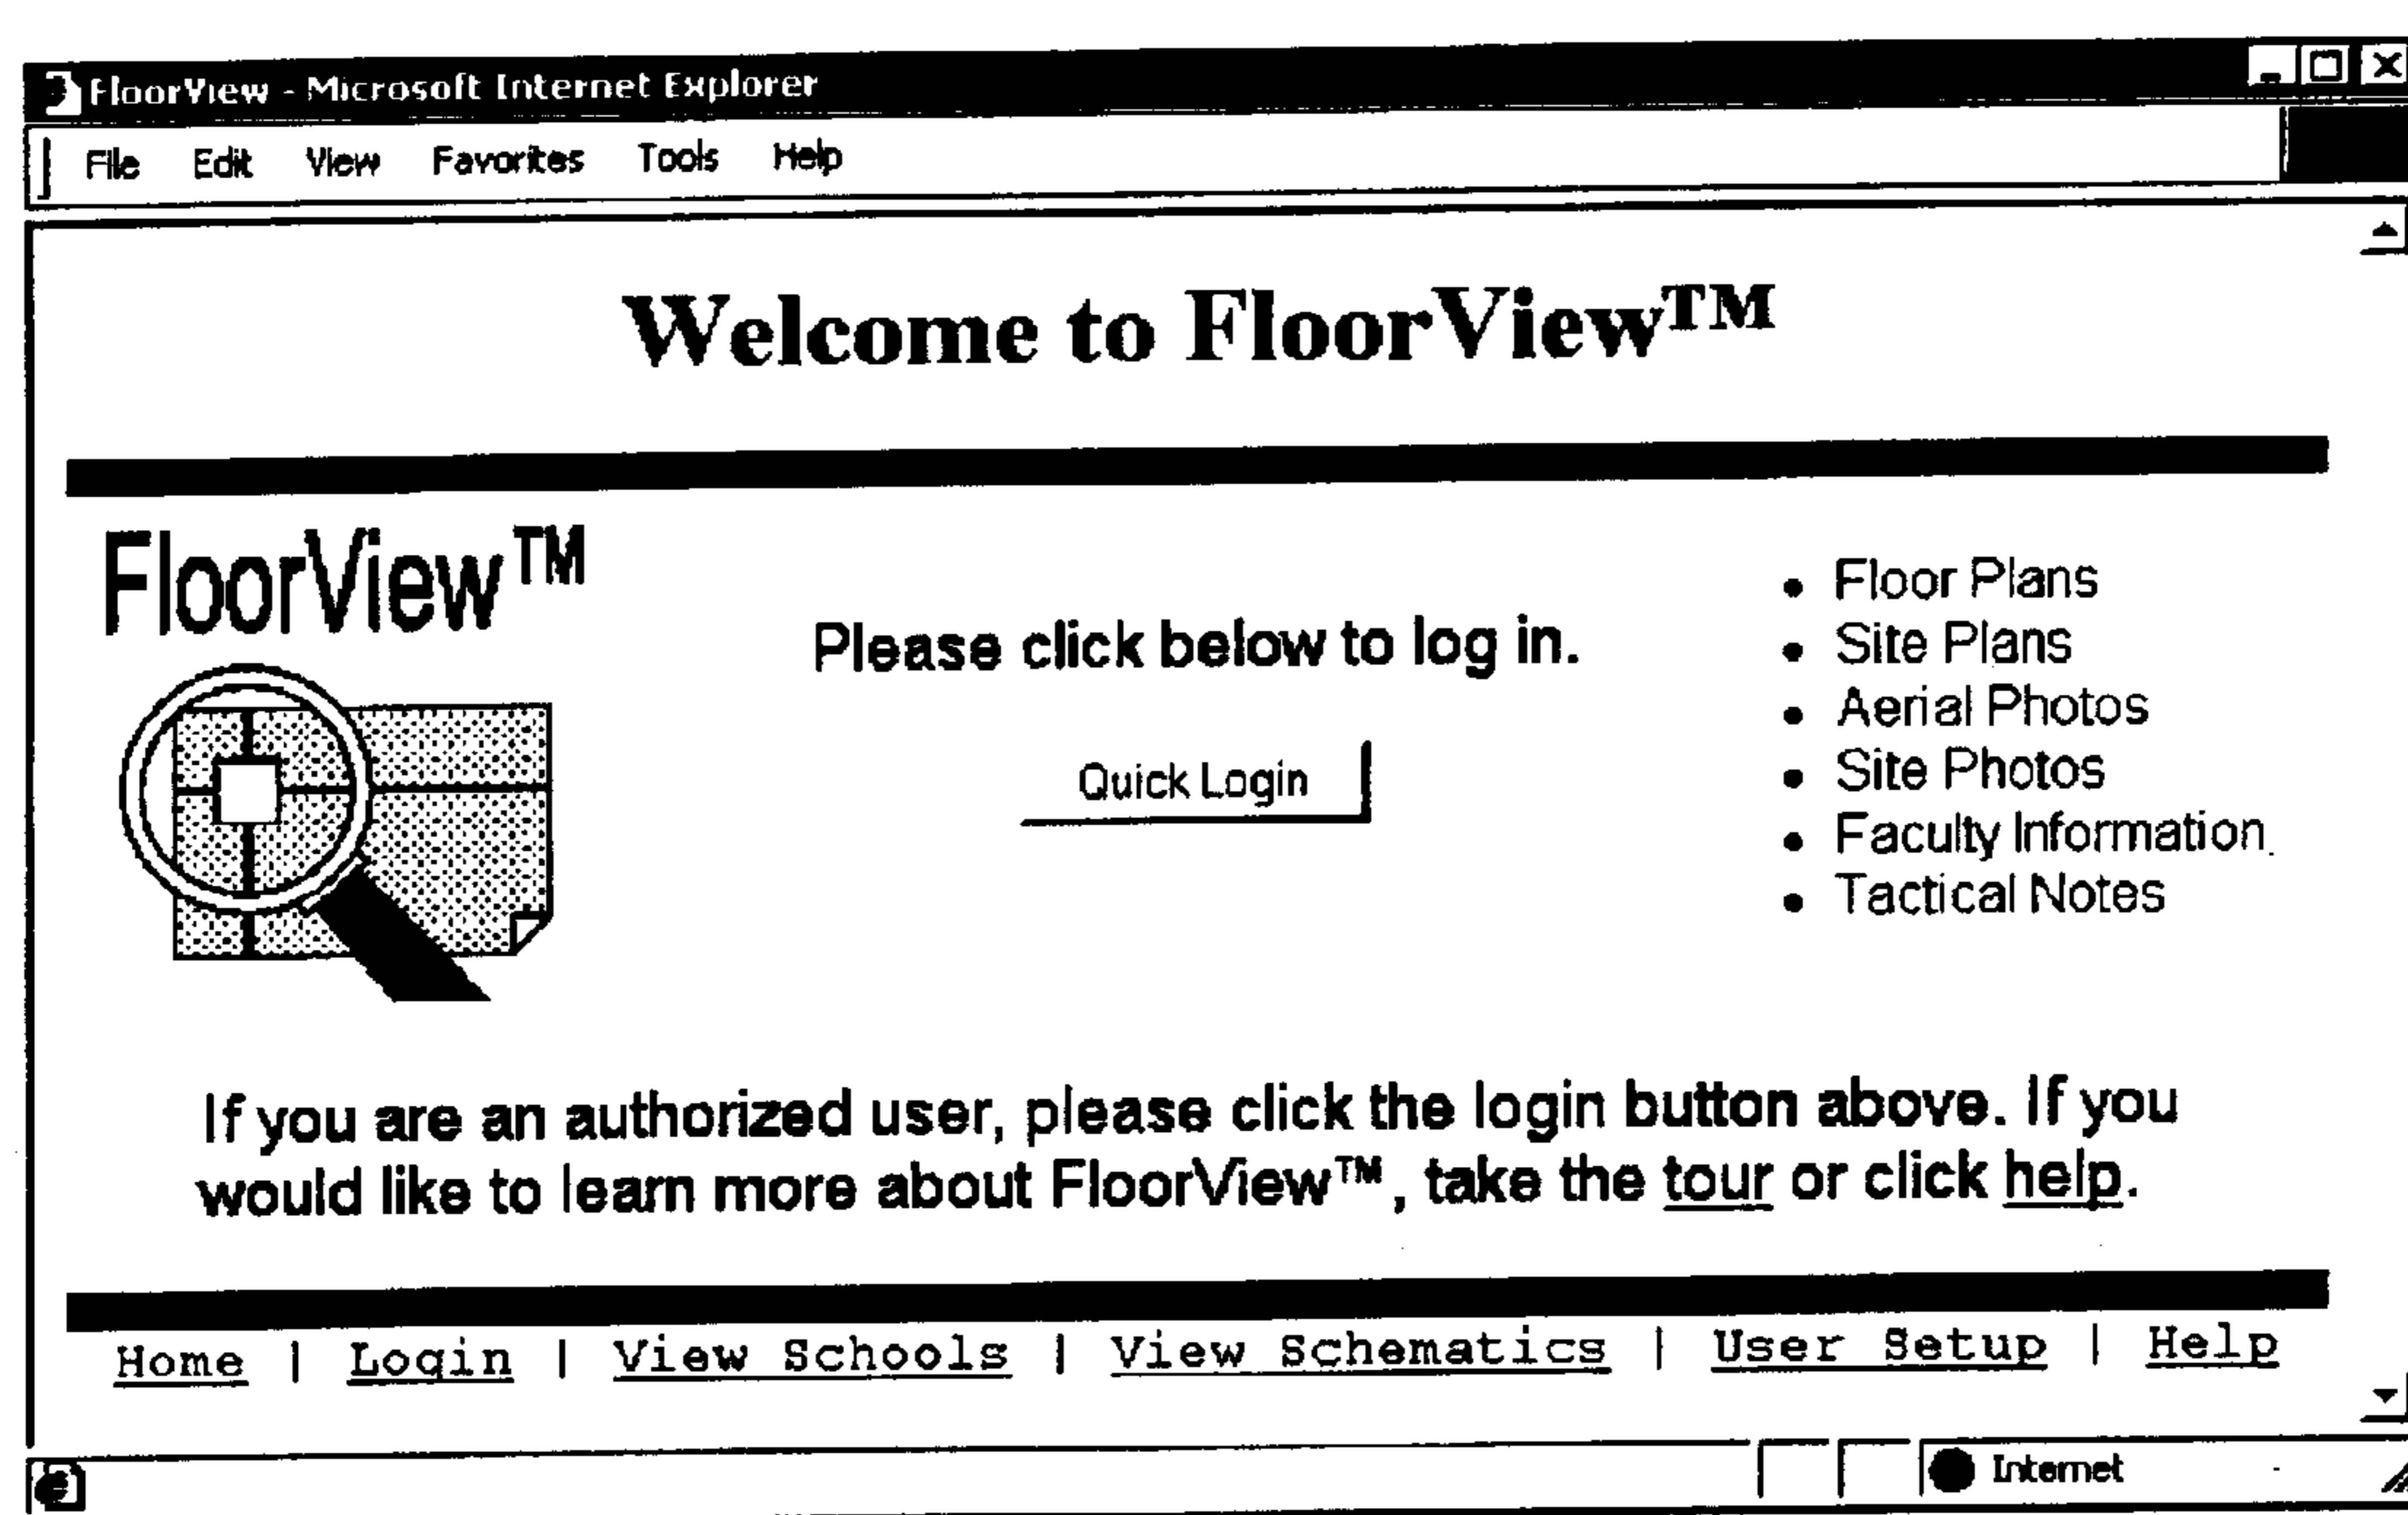 FloorView - Microsoft Internet Explorer
File Edit View Favorites Tools Help
Welcome to FloorView™
FloorView™
Please click below to log in.
Quick Login
• Floor Plans
• Site Plans
• Aerial Photos
• Site Photos
• Faculty Information
• Tactical Notes
If you are an authorized user, please click the login button above. If you
would like to learn more about FloorView™, take the tour or click help.
Home | Login | View Schools | View Schematics | User Setup | Help
Internet